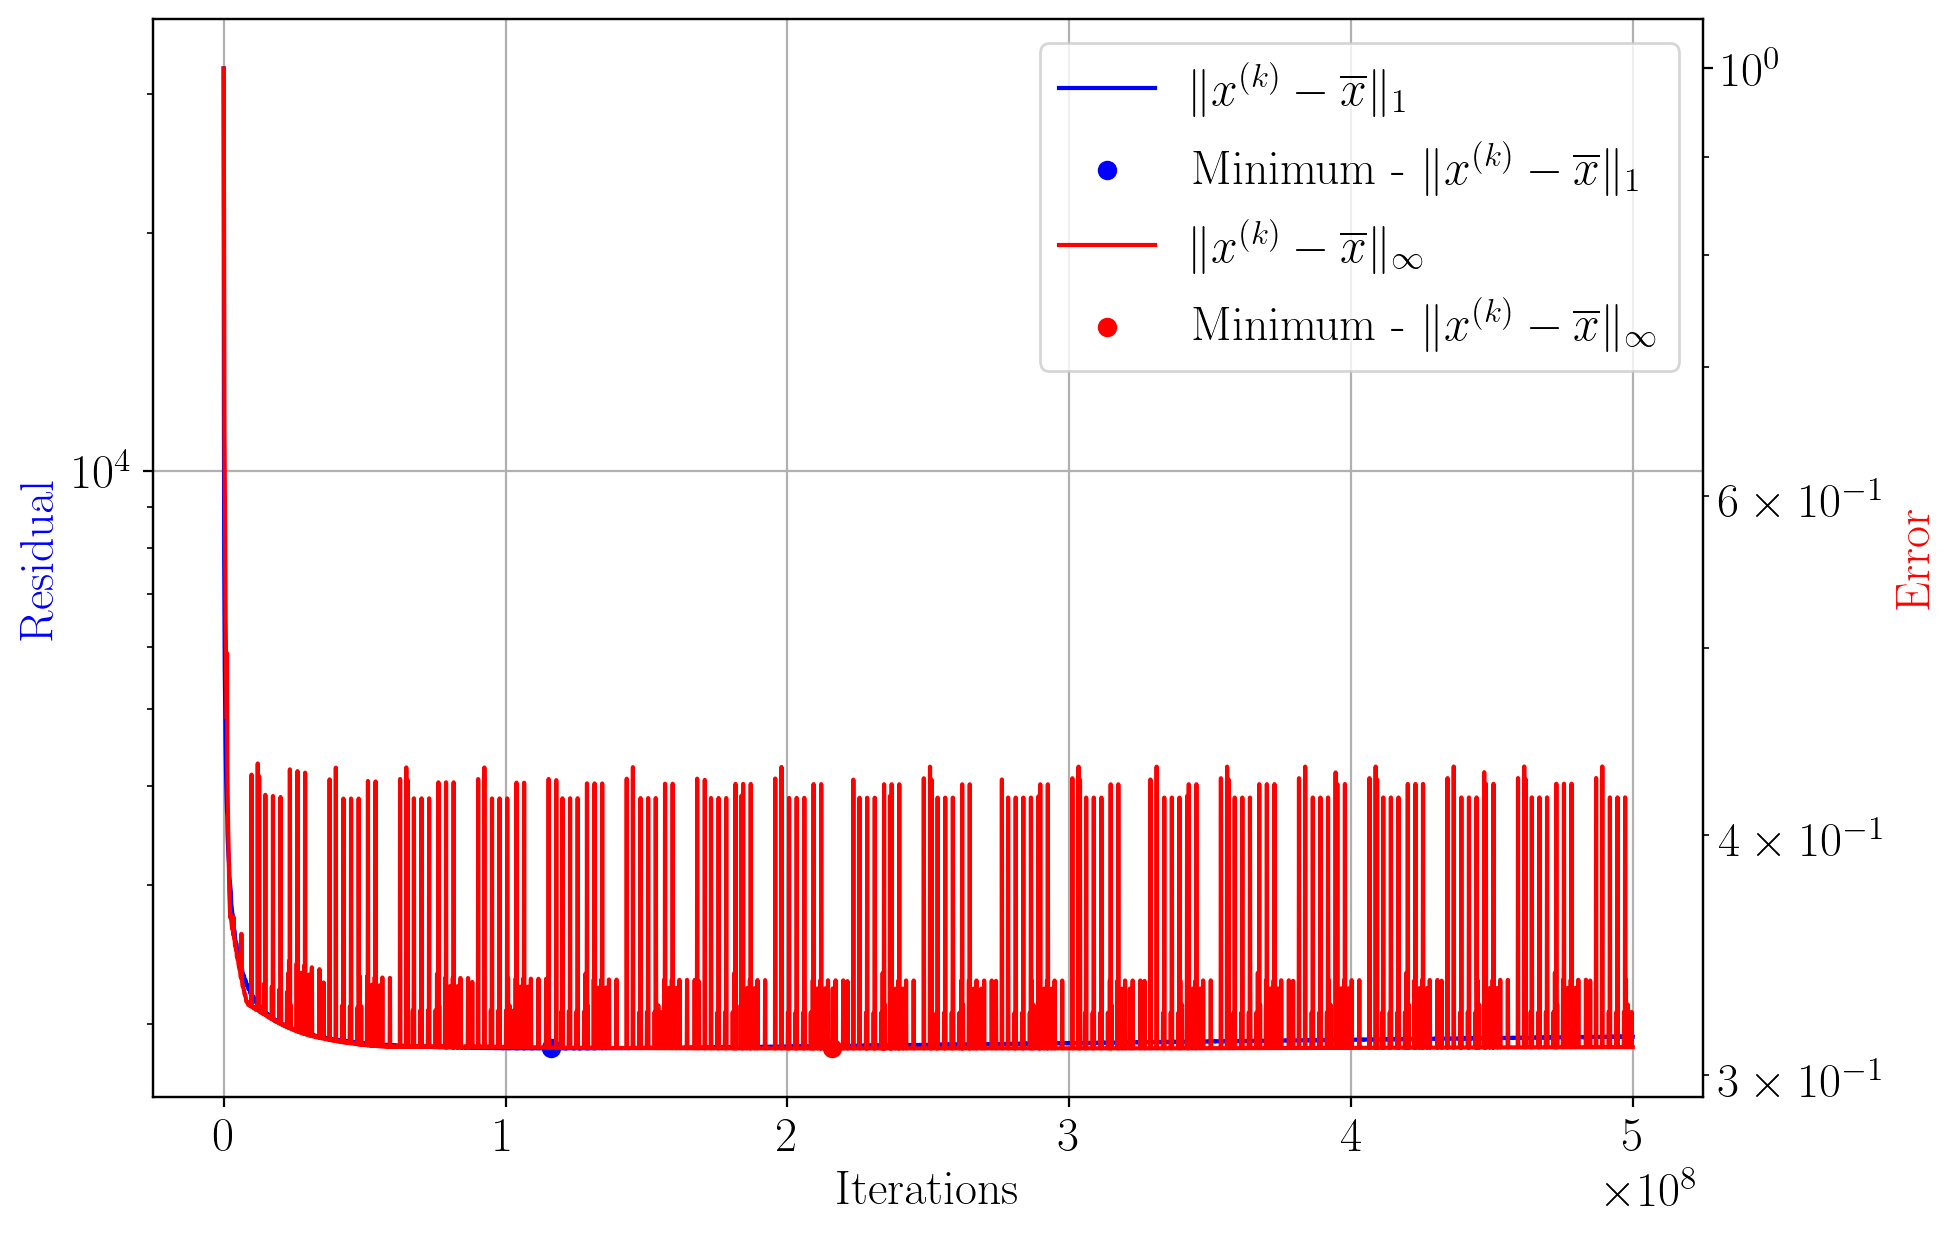 ‖x^(k) − x̅‖₁
Minimum - ‖x^(k) − x̅‖₁
‖x^(k) − x̅‖∞
Minimum - ‖x^(k) − x̅‖∞
10⁴
Residual
10⁰
6 × 10⁻¹
4 × 10⁻¹
3 × 10⁻¹
Error
0 1 2 3 4 5
×10⁸
Iterations